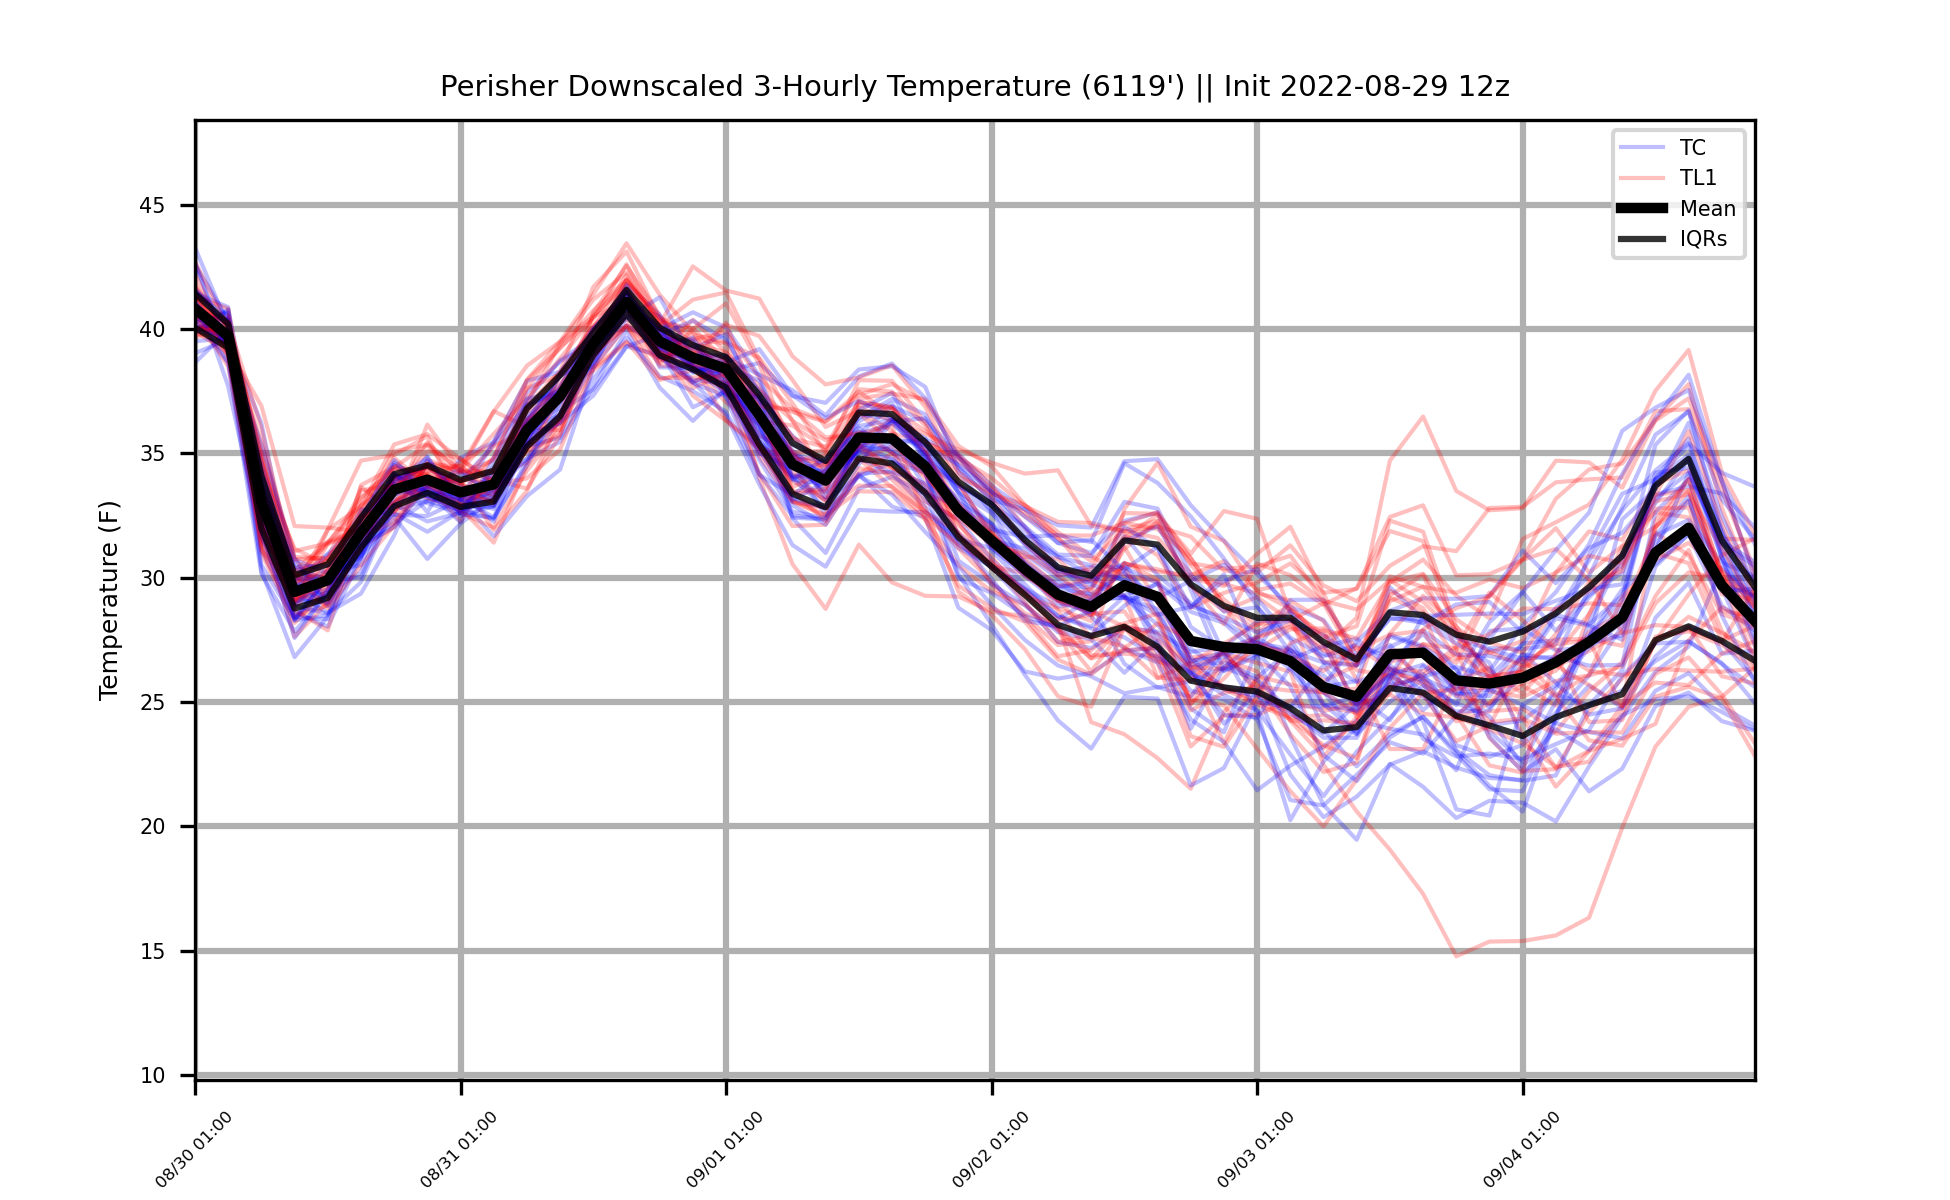 Perisher Downscaled 3-Hourly Temperature (6119') || Init 2022-08-29 12z
TC
TL1
Mean
IQRs
Temperature (F)
45
40
35
30
25
20
15
10
08/30 01:00
08/31 01:00
09/01 01:00
09/02 01:00
09/03 01:00
09/04 01:00